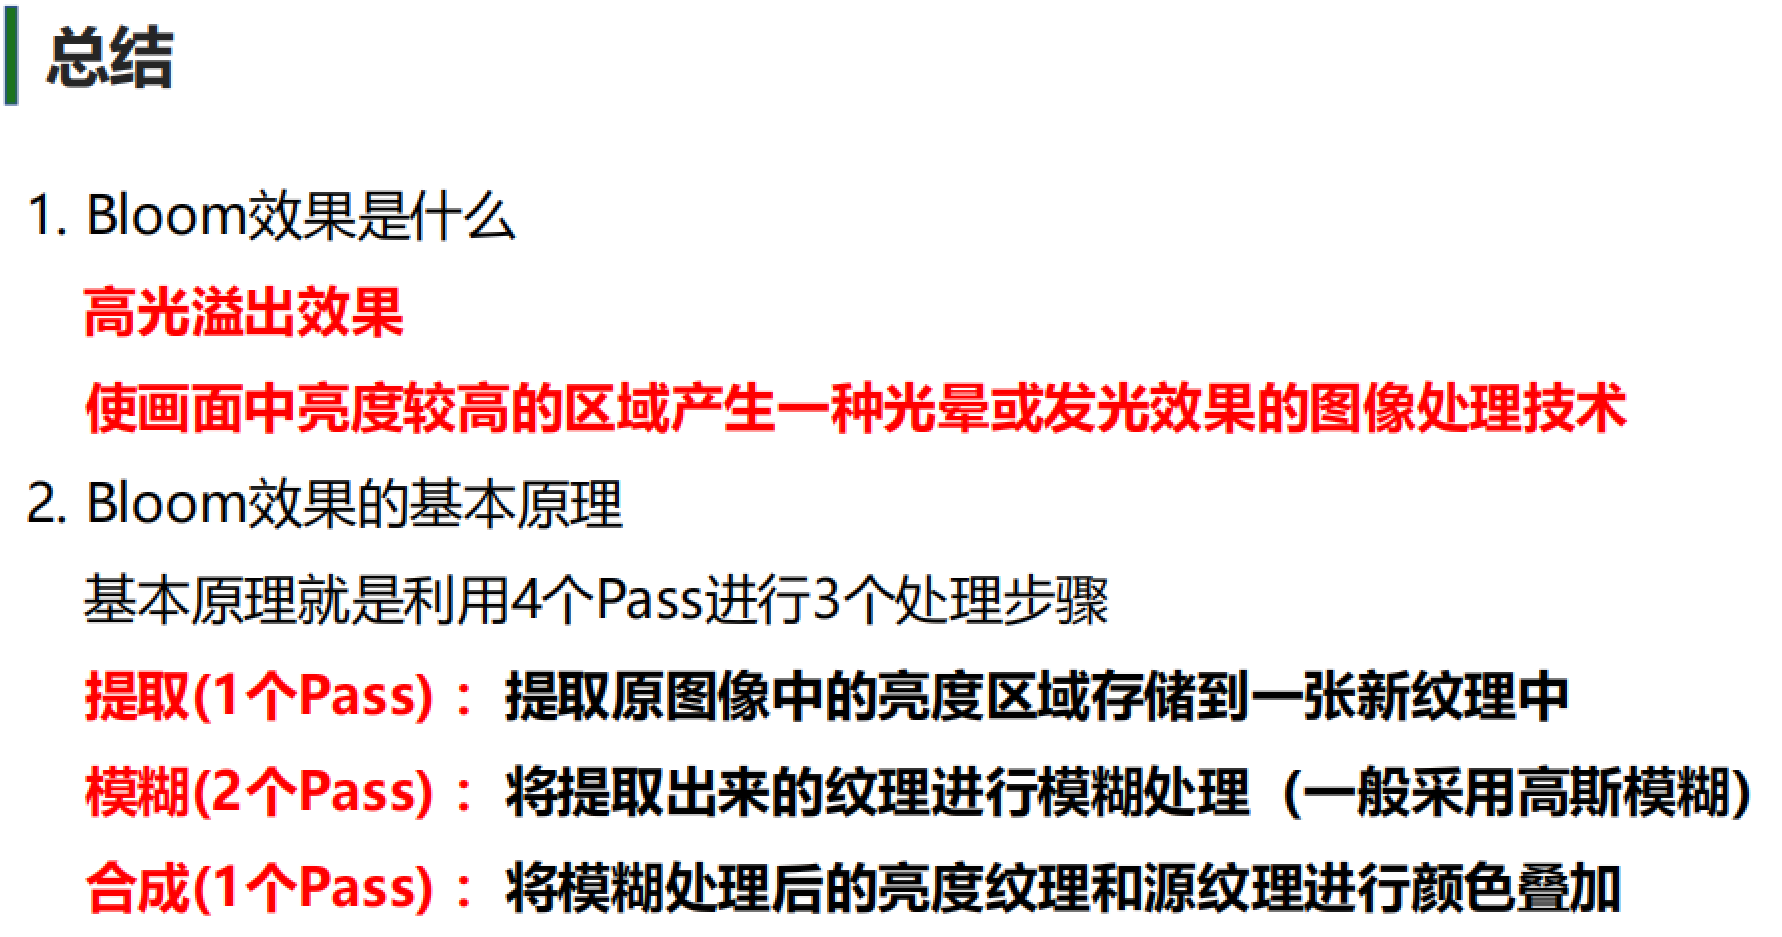 总结
1. Bloom效果是什么
高光溢出效果
使画面中亮度较高的区域产生一种光晕或发光效果的图像处理技术
2. Bloom效果的基本原理
基本原理就是利用4个Pass进行3个处理步骤
提取(1个Pass)：提取原图像中的亮度区域存储到一张新纹理中
模糊(2个Pass)：将提取出来的纹理进行模糊处理（一般采用高斯模糊）
合成(1个Pass)：将模糊处理后的亮度纹理和源纹理进行颜色叠加